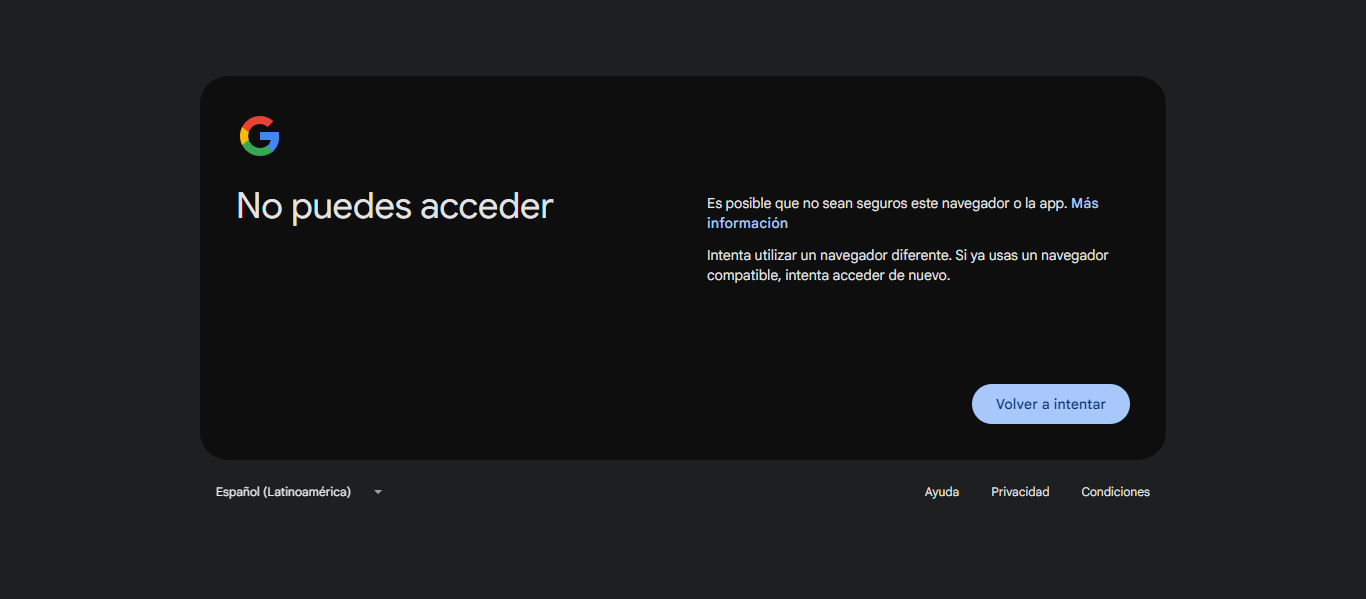 No puedes acceder
Es posible que no sean seguros este navegador o la app. Más
información
Intenta utilizar un navegador diferente. Si ya usas un navegador
compatible, intenta acceder de nuevo.
Volver a intentar
Español (Latinoamérica)
Ayuda
Privacidad
Condiciones